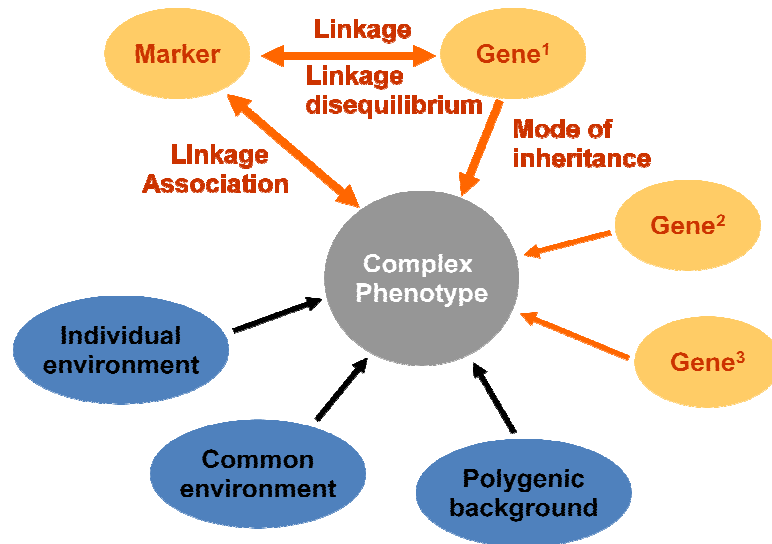 Linkage
Marker
Gene¹
Linkage
disequilibrium
Mode of
inheritance
LInkage
Association
Gene²
Complex
Phenotype
Individual
environment
Gene³
Common
environment
Polygenic
background